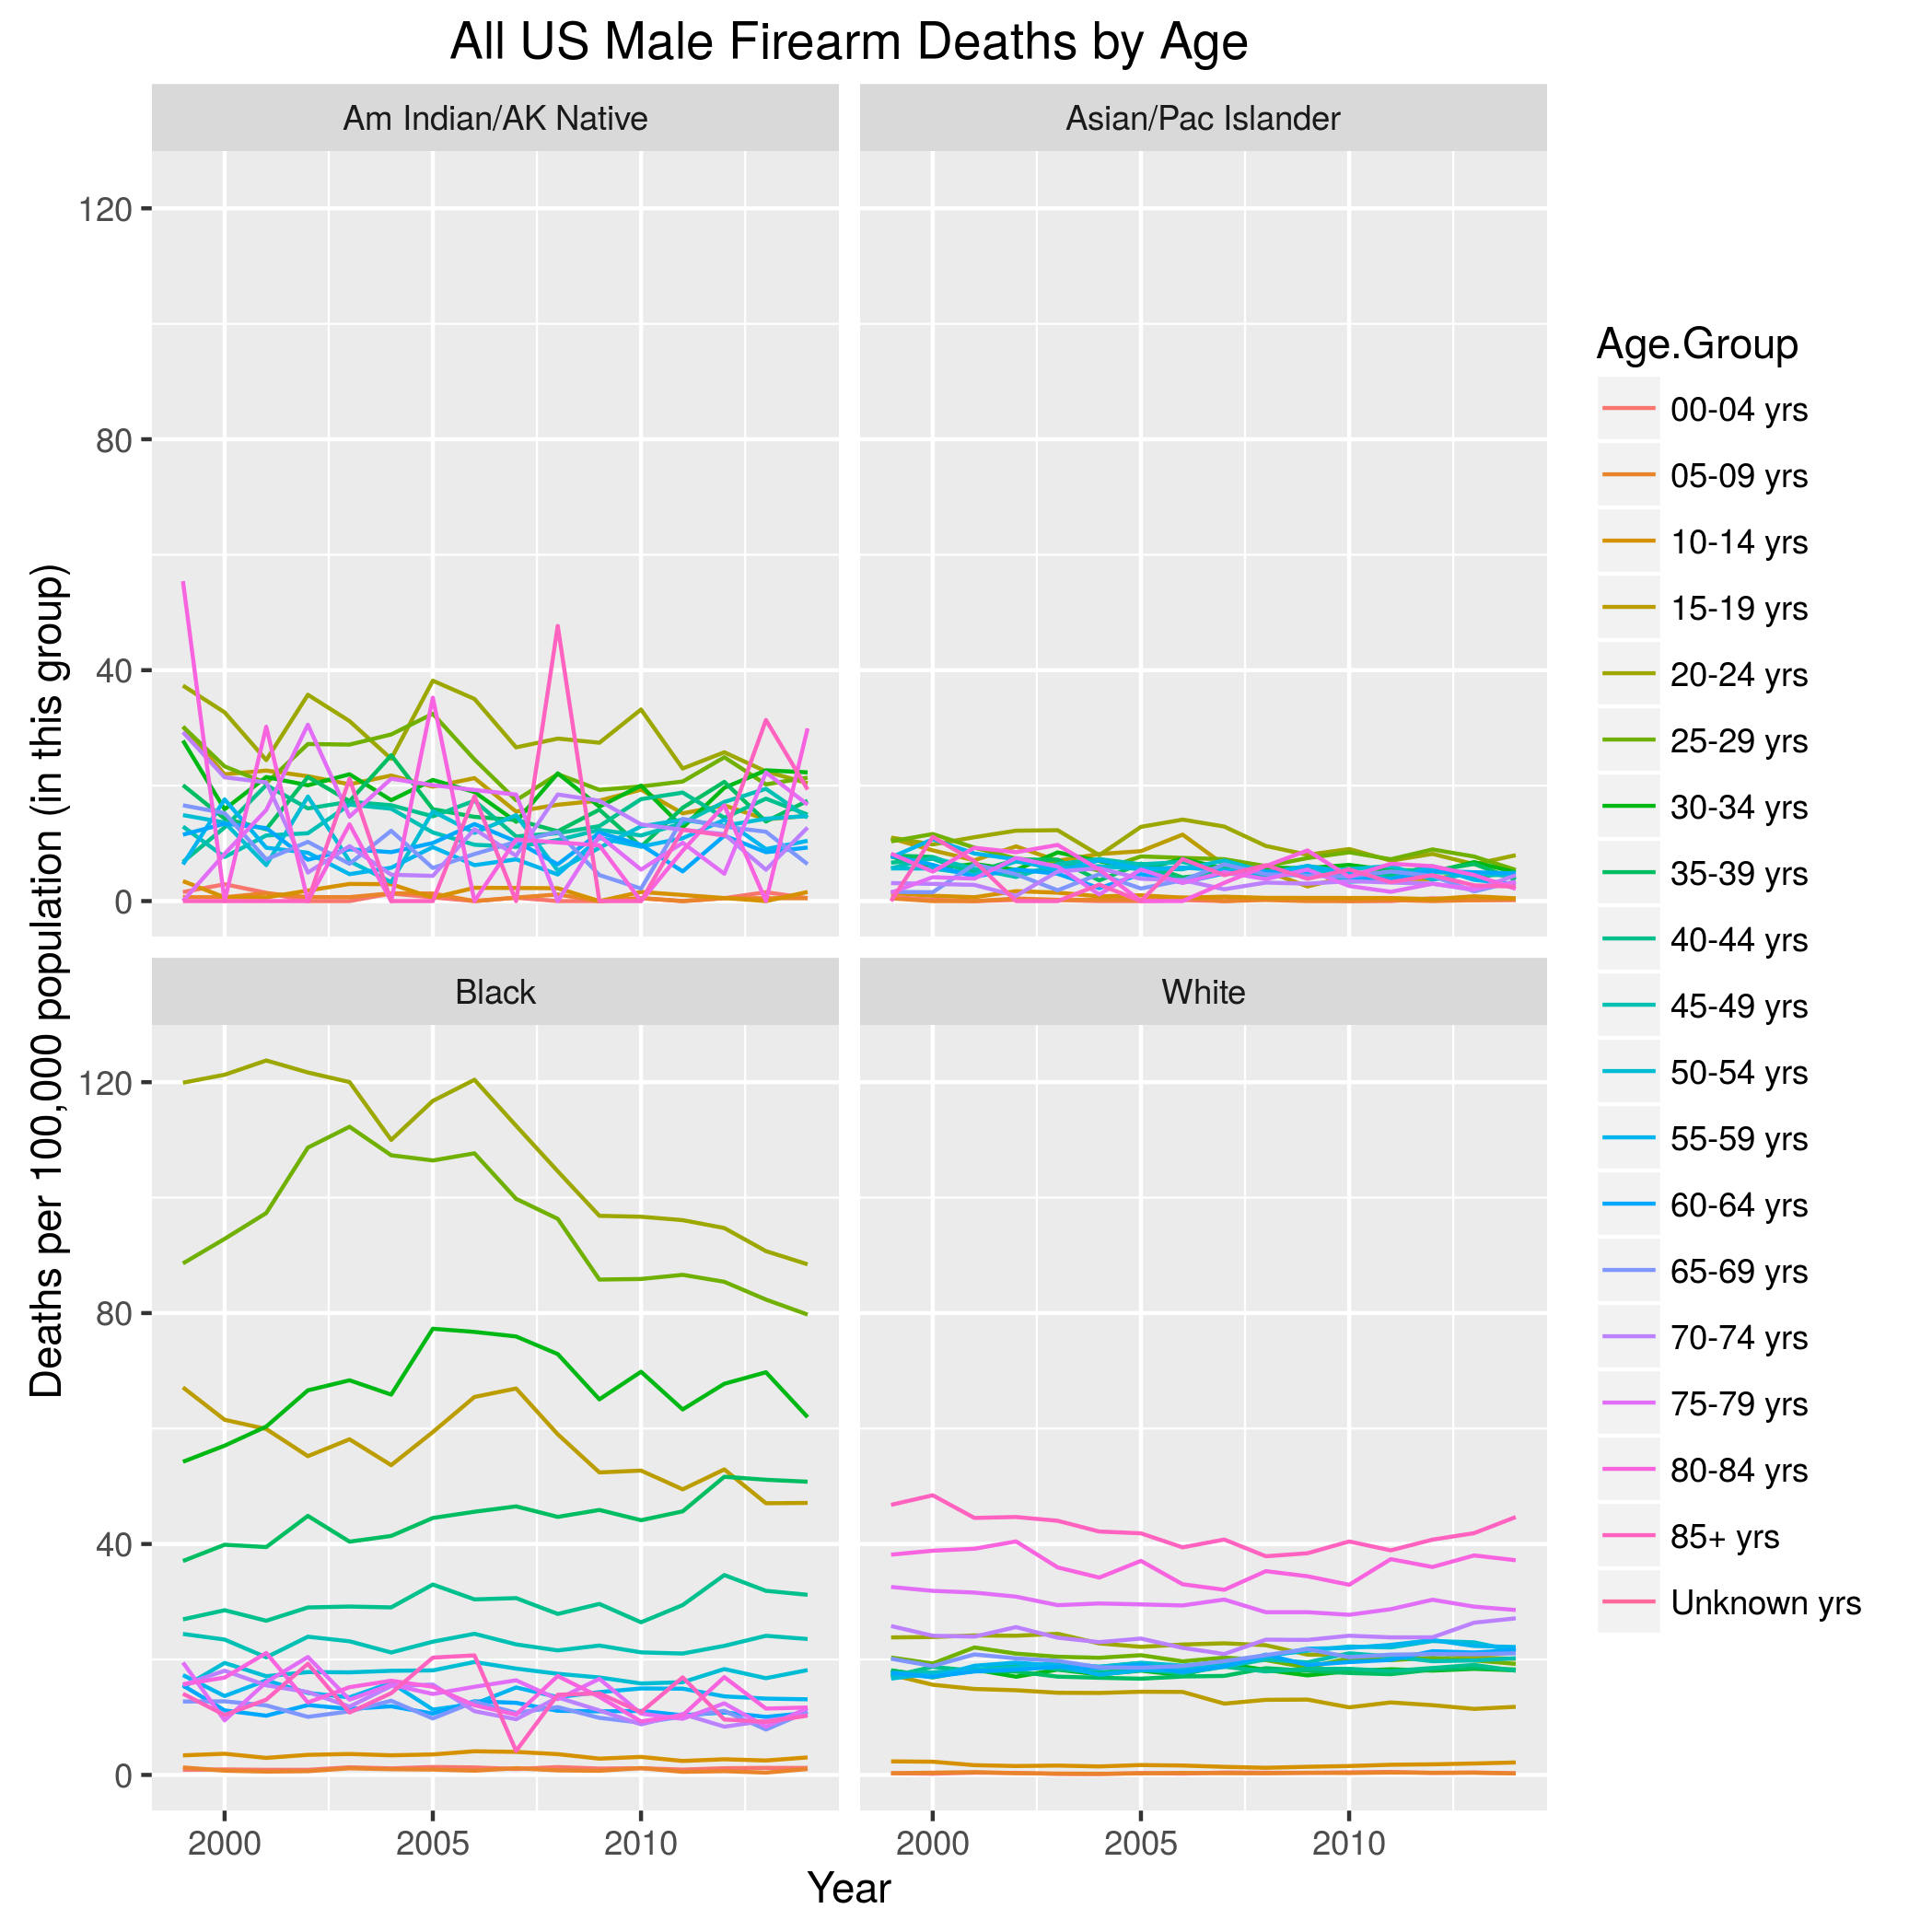 All US Male Firearm Deaths by Age
Am Indian/AK Native
Asian/Pac Islander
120
80
40
0
Black
White
120
80
40
0
2000
2005
2010
2000
2005
2010
Year
Deaths per 100,000 population (in this group)
Age.Group
00-04 yrs
05-09 yrs
10-14 yrs
15-19 yrs
20-24 yrs
25-29 yrs
30-34 yrs
35-39 yrs
40-44 yrs
45-49 yrs
50-54 yrs
55-59 yrs
60-64 yrs
65-69 yrs
70-74 yrs
75-79 yrs
80-84 yrs
85+ yrs
Unknown yrs